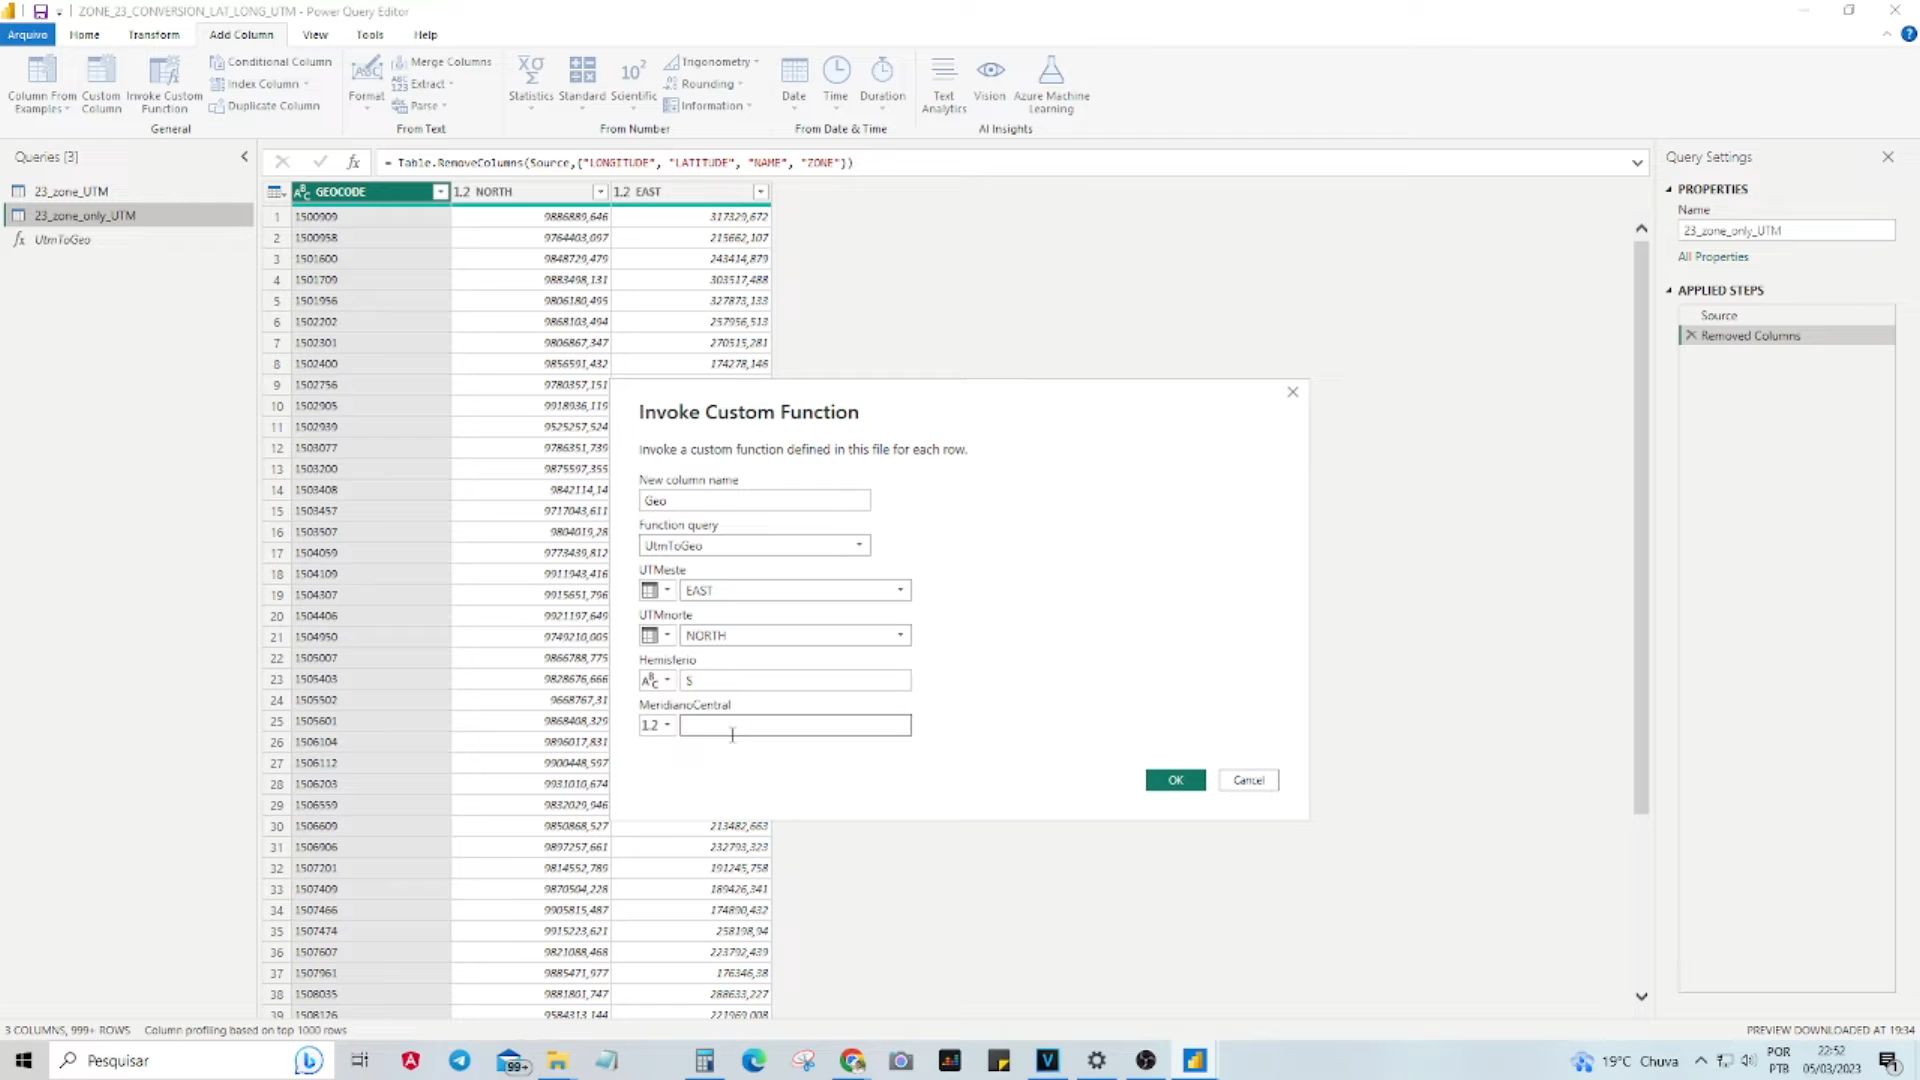 ZONE_23_CONVERSION_LAT_LONG_UTM - Power Query Editor
Arquivo Home Transform Add Column View Tools Help
Column From Examples
Custom Column
Invoke Custom Function
Conditional Column
Index Column
Duplicate Column
General
Format
Merge Columns
Extract
Parse
From Text
Statistics
Standard
Scientific
Trigonometry
Rounding
Information
From Number
Date
Time
Duration
From Date & Time
Text Analytics
Vision
Azure Machine Learning
AI Insights
Queries [3]
23_zone_UTM
23_zone_only_UTM
fx UtmToGeo
fx = Table.RemoveColumns(Source,{"LONGITUDE", "LATITUDE", "NAME", "ZONE"})
ABC GEOCODE 1.2 NORTH 1.2 EAST
1 1500909 9886889,646 317329,672
2 1500958 9764403,097 215662,107
3 1501600 9848729,479 243414,879
4 1501709 9883498,131 303517,488
5 1501956 9806180,495 327873,133
6 1502202 9868103,494 257956,513
7 1502301 9806867,347 270515,281
8 1502400 9856591,432 174278,146
9 1502756 9780357,151
10 1502905 9918936,119
11 1502939 9525257,524
12 1503077 9786351,739
13 1503200 9875597,355
14 1503408 9842114,14
15 1503457 9717043,611
16 1503507 9804019,28
17 1504059 9773439,812
18 1504109 9911943,416
19 1504307 9915651,796
20 1504406 9921197,649
21 1504950 9749210,005
22 1505007 9866788,775
23 1505403 9828676,666
24 1505502 9668767,31
25 1505601 9868408,329
26 1506104 9896017,831
27 1506112 9900448,597
28 1506203 9931010,674
29 1506559 9832029,946
30 1506609 9850868,527 213482,663
31 1506906 9897257,661 232793,323
32 1507201 9814552,789 191245,758
33 1507409 9870504,228 189426,341
34 1507466 9905815,487 174890,432
35 1507474 9915223,621 258198,94
36 1507607 9821088,468 223792,439
37 1507961 9885471,977 176346,38
38 1508035 9881801,747 288633,227
39 1508126 9584313,144 221969,008
Invoke Custom Function
Invoke a custom function defined in this file for each row.
New column name
Geo
Function query
UtmToGeo
UTMeste
EAST
UTMnorte
NORTH
Hemisferio
ABC S
MeridianoCentral
1.2
OK Cancel
Query Settings
PROPERTIES
Name
23_zone_only_UTM
All Properties
APPLIED STEPS
Source
Removed Columns
3 COLUMNS, 999+ ROWS Column profiling based on top 1000 rows
PREVIEW DOWNLOADED AT 19:34
Pesquisar
99+
19°C Chuva
POR
PTB
22:52
05/03/2023